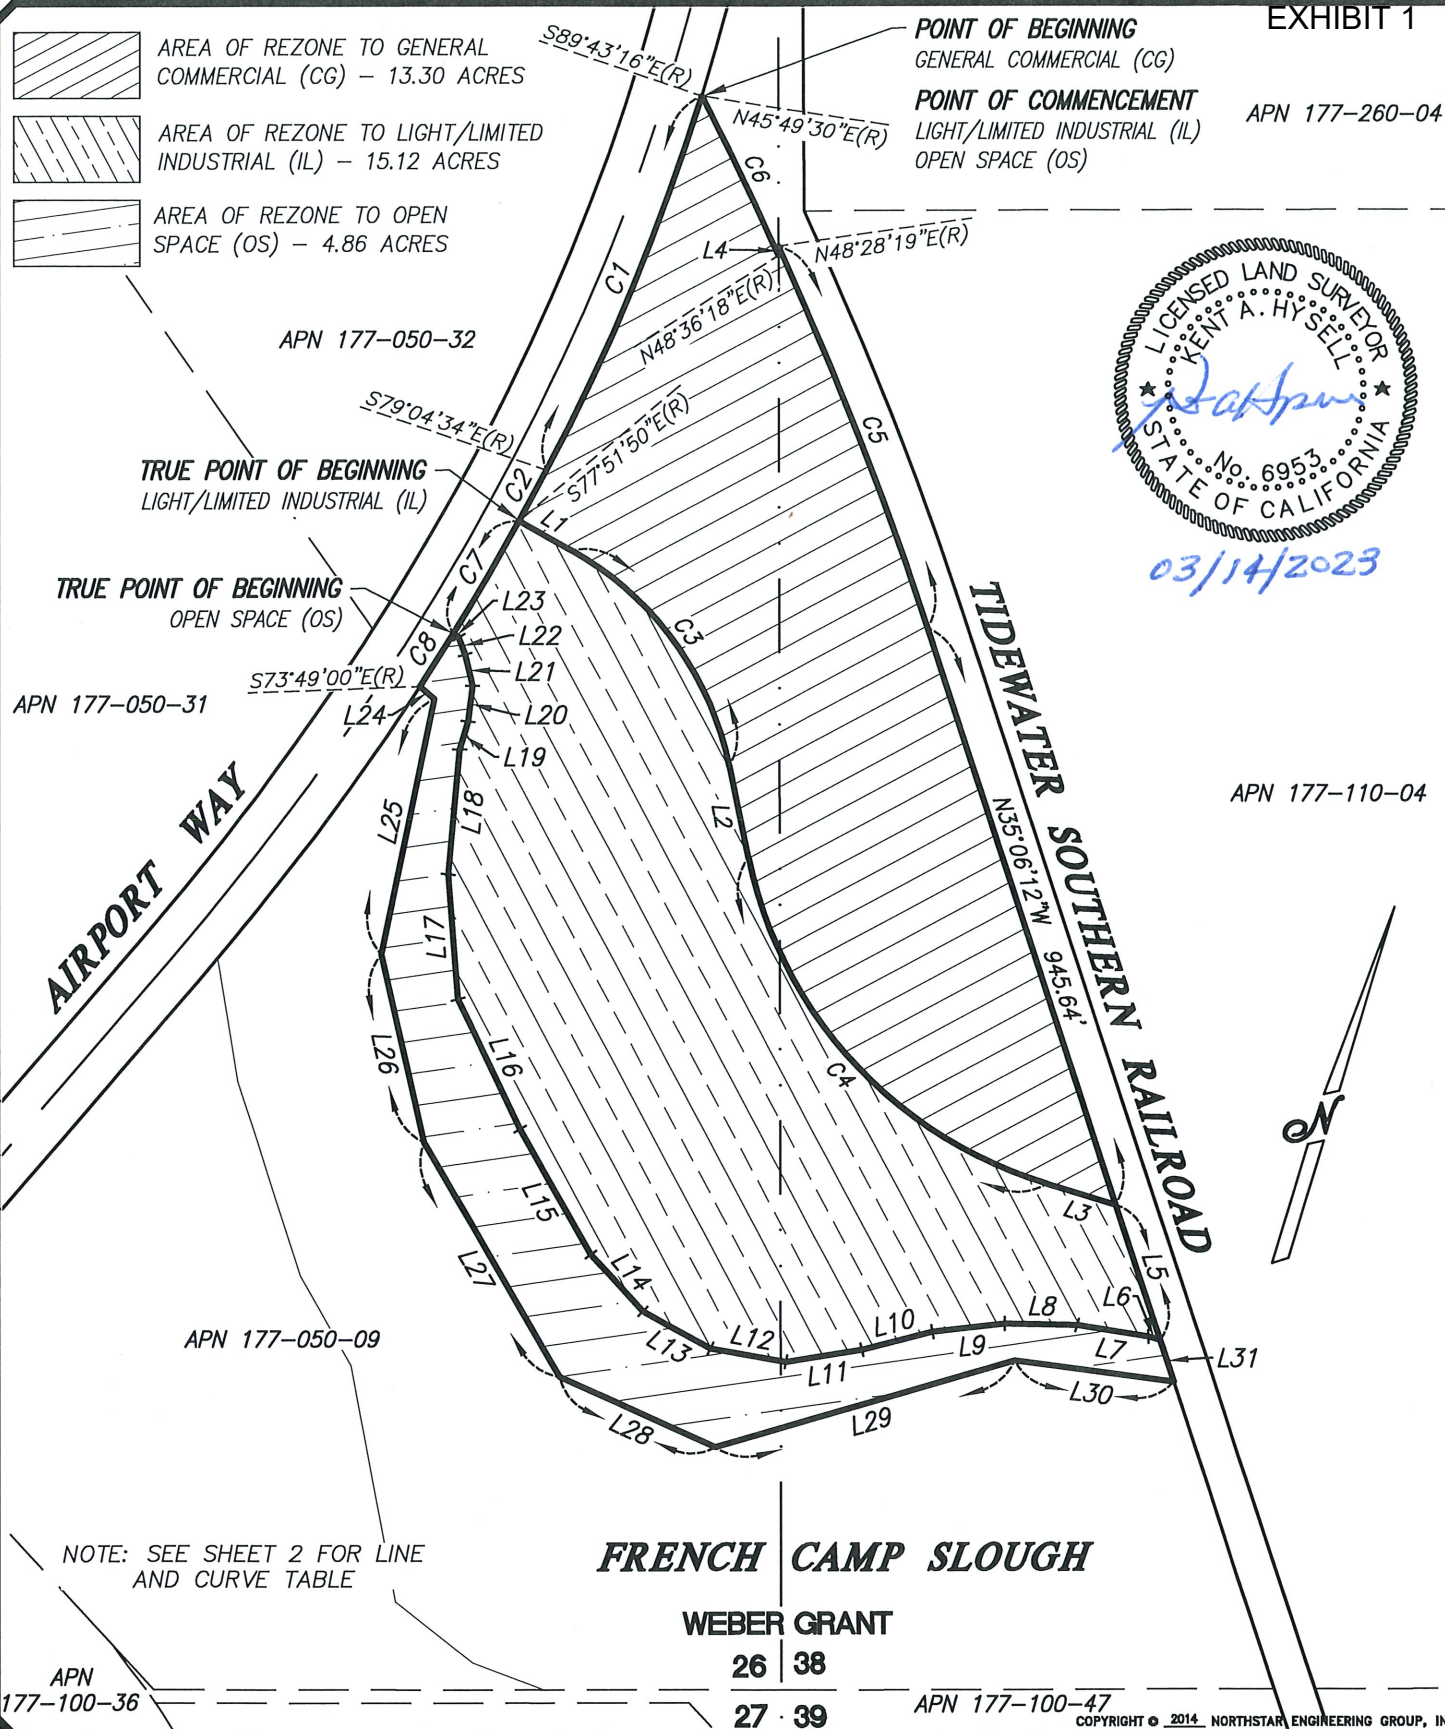 EXHIBIT 1
AREA OF REZONE TO GENERAL
COMMERCIAL (CG) – 13.30 ACRES
AREA OF REZONE TO LIGHT/LIMITED
INDUSTRIAL (IL) – 15.12 ACRES
AREA OF REZONE TO OPEN
SPACE (OS) – 4.86 ACRES
S89°43'16"E(R)
POINT OF BEGINNING
GENERAL COMMERCIAL (CG)
POINT OF COMMENCEMENT
LIGHT/LIMITED INDUSTRIAL (IL)
OPEN SPACE (OS)
APN 177-260-04
N45°49'30"E(R)
C6
L4
N48°28'19"E(R)
C1
N48°36'18"E(R)
APN 177-050-32
LICENSED LAND SURVEYOR
KENT A. HYSELL
No. 6953
STATE OF CALIFORNIA
03/14/2023
S79°04'34"E(R)
C5
S77°51'50"E(R)
TRUE POINT OF BEGINNING
LIGHT/LIMITED INDUSTRIAL (IL)
C2
L1
C7
TRUE POINT OF BEGINNING
OPEN SPACE (OS)
L23
L22
C3
C8
L21
S73°49'00"E(R)
APN 177-050-31
L24
L20
L19
TIDEWATER SOUTHERN RAILROAD
AIRPORT WAY
APN 177-110-04
L25
L18
L2
N35°06'12"W 945.64'
L17
L26
L16
C4
N
L15
L3
L27
L14
L5
L6
L8
L10
L12
L13
L9
L7
L11
L31
APN 177-050-09
L30
L29
L28
NOTE: SEE SHEET 2 FOR LINE
AND CURVE TABLE
FRENCH CAMP SLOUGH
WEBER GRANT
26 38
27 39
APN
177-100-36
APN 177-100-47
COPYRIGHT © 2014 NORTHSTAR ENGINEERING GROUP, IN